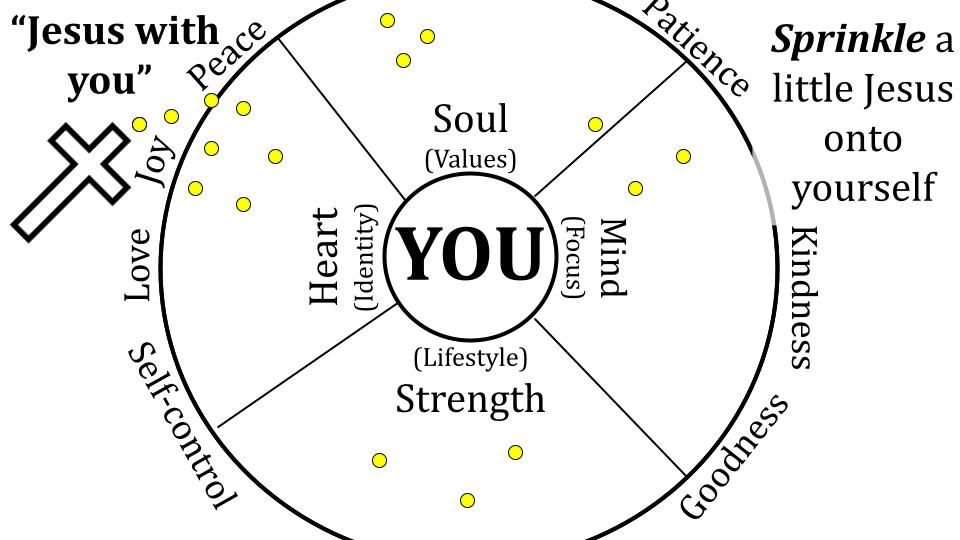 “Jesus with
you”
Peace
Joy
Love
Self-control
Patience
Kindness
Goodness
Sprinkle a
little Jesus
onto
yourself
Soul
(Values)
Heart
(Identity)
YOU
(Focus)
Mind
(Lifestyle)
Strength